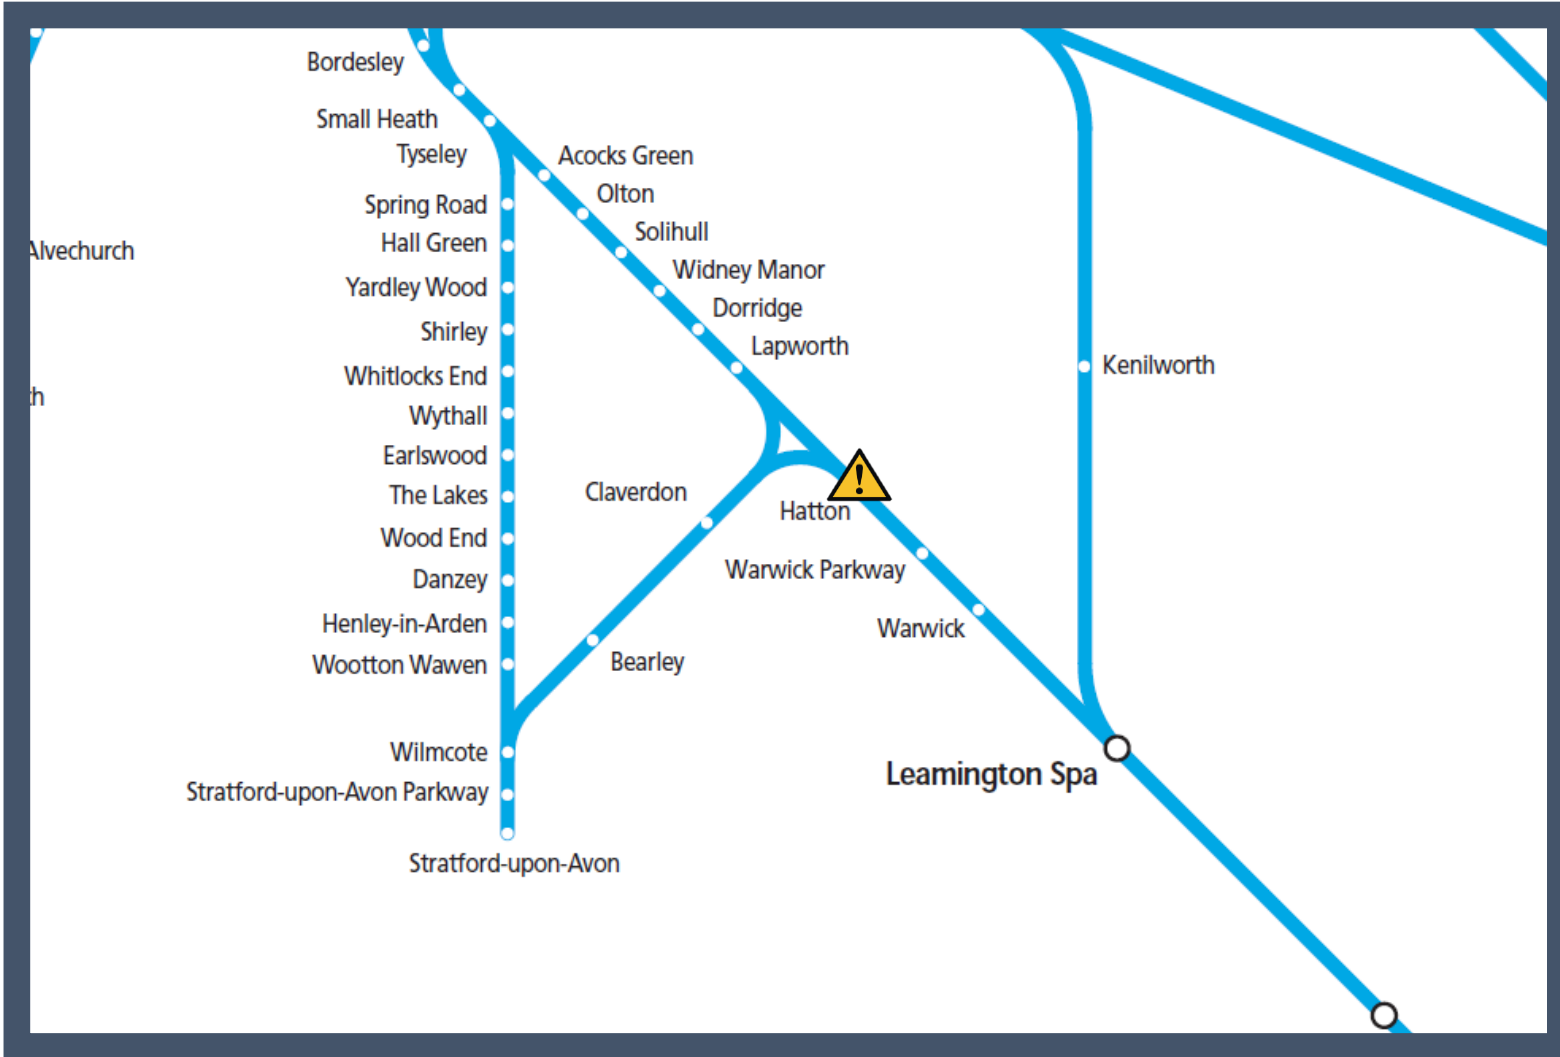 Bordesley
Small Heath
Tyseley
Acocks Green
Olton
Spring Road
Solihull
Hall Green
Alvechurch
Widney Manor
Yardley Wood
Dorridge
Shirley
Lapworth
Kenilworth
Whitlocks End
ch
Wythall
Earlswood
Claverdon
The Lakes
Hatton
Wood End
Warwick Parkway
Danzey
Henley-in-Arden
Warwick
Bearley
Wootton Wawen
Wilmcote
Leamington Spa
Stratford-upon-Avon Parkway
Stratford-upon-Avon